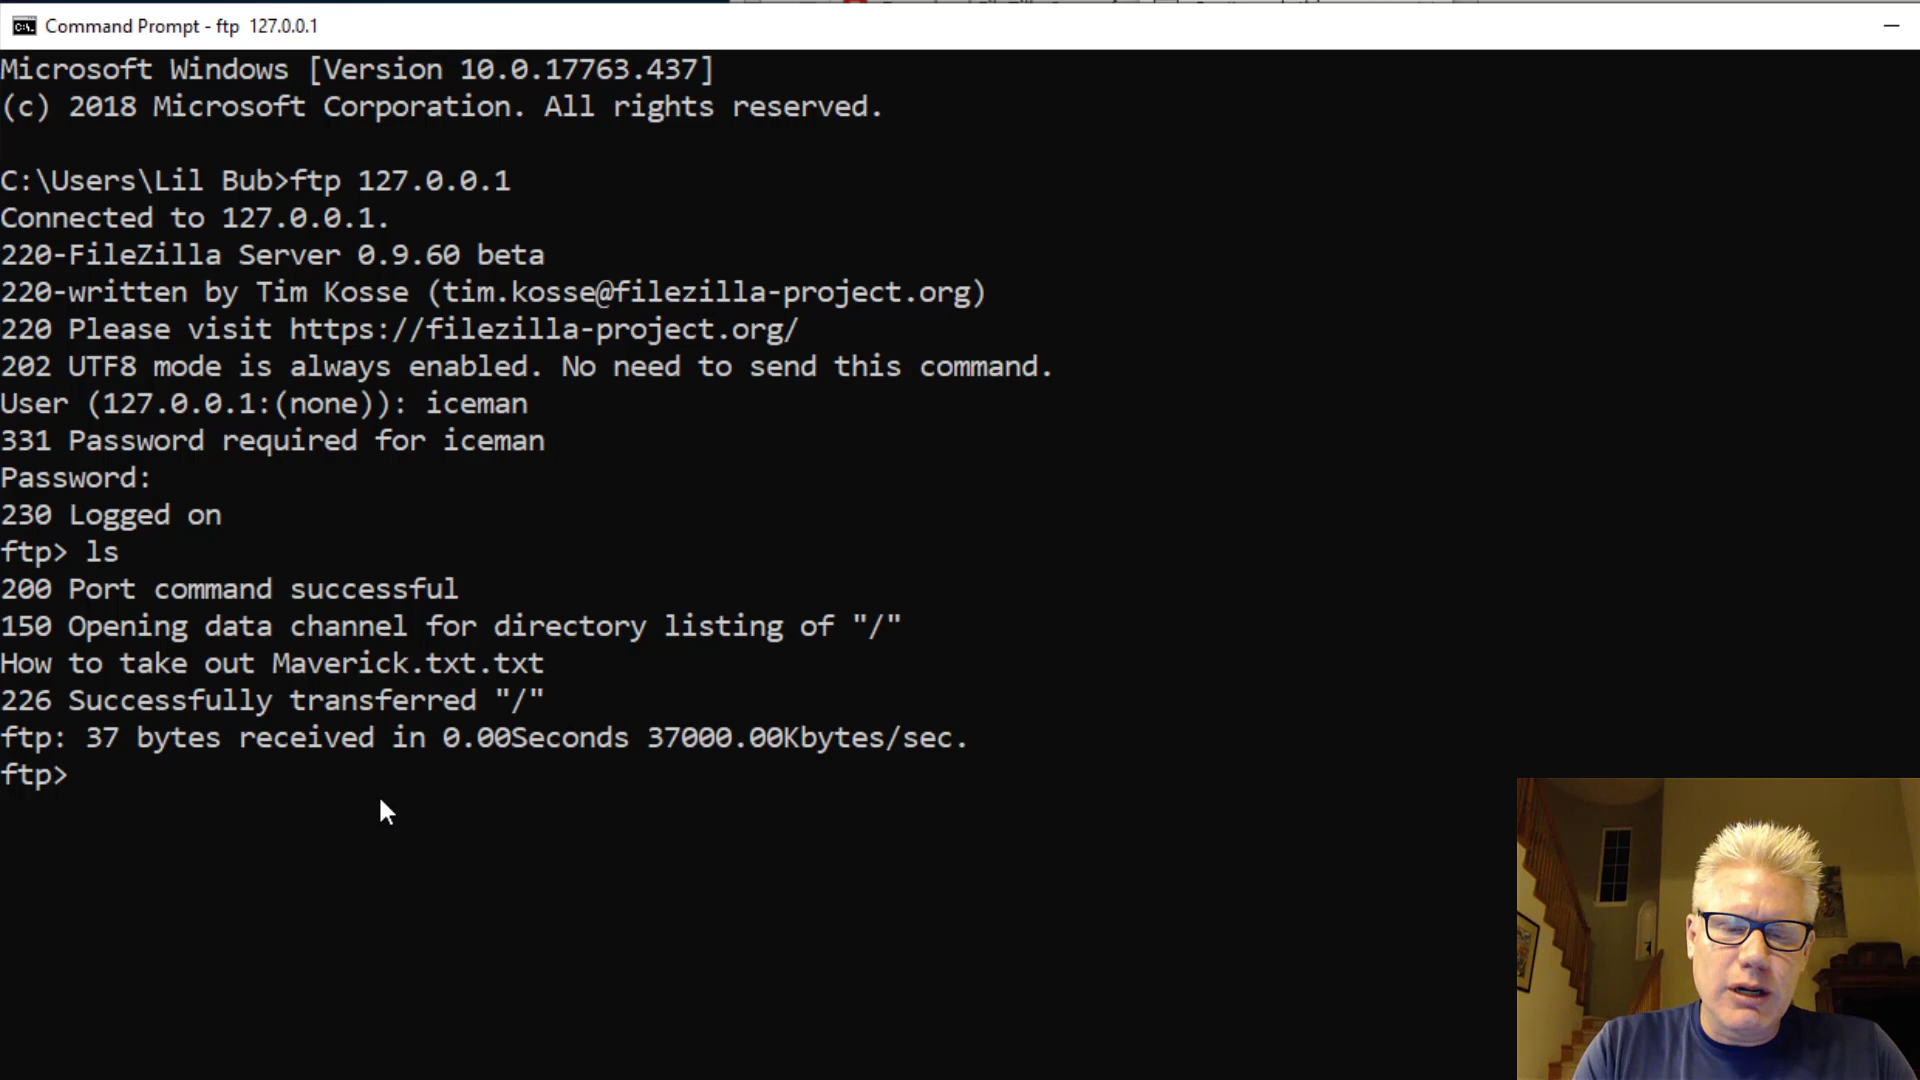 Command Prompt - ftp 127.0.0.1
Microsoft Windows [Version 10.0.17763.437]
(c) 2018 Microsoft Corporation. All rights reserved.
C:\Users\Lil Bub>ftp 127.0.0.1
Connected to 127.0.0.1.
220-FileZilla Server 0.9.60 beta
220-written by Tim Kosse (tim.kosse@filezilla-project.org)
220 Please visit https://filezilla-project.org/
202 UTF8 mode is always enabled. No need to send this command.
User (127.0.0.1:(none)): iceman
331 Password required for iceman
Password:
230 Logged on
ftp> ls
200 Port command successful
150 Opening data channel for directory listing of "/"
How to take out Maverick.txt.txt
226 Successfully transferred "/"
ftp: 37 bytes received in 0.00Seconds 37000.00Kbytes/sec.
ftp>